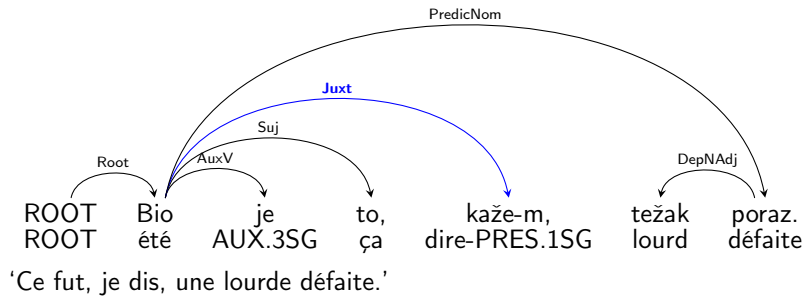 PredicNom
Juxt
Suj
Root AuxV DepNAdj
ROOT Bio je to, kaže-m, težak poraz.
ROOT été AUX.3SG ça dire-PRES.1SG lourd défaite
‘Ce fut, je dis, une lourde défaite.’